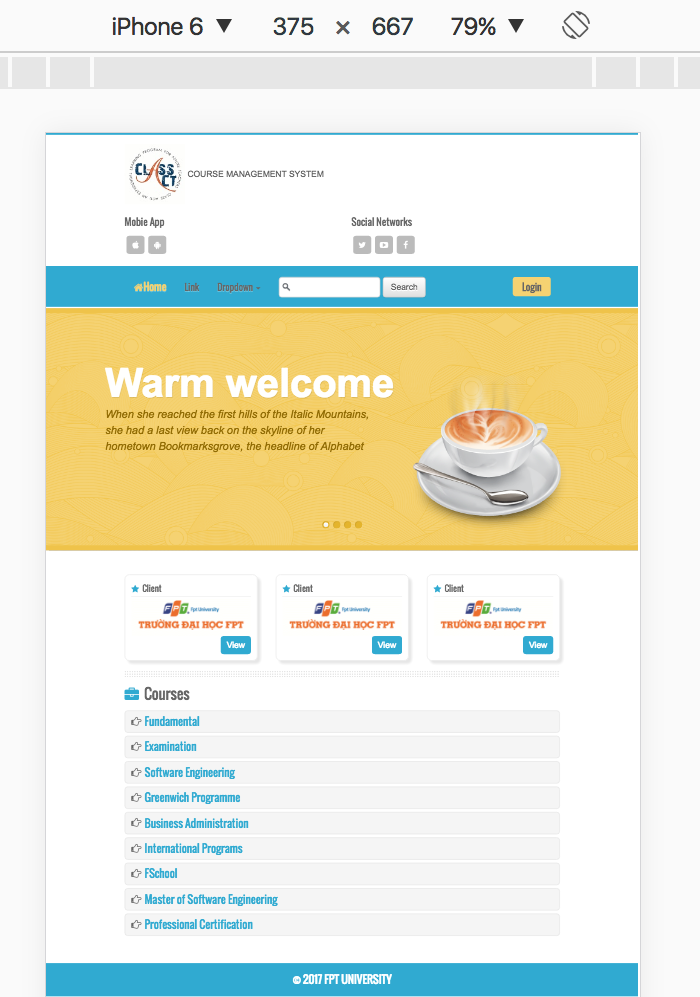 iPhone 6 ▼ 375 × 667 79% ▼
CLASS
ACT
COURSE MANAGEMENT SYSTEM
Mobie App
Social Networks
Home Link Dropdown Search Login
Warm welcome
When she reached the first hills of the Italic Mountains,
she had a last view back on the skyline of her
hometown Bookmarksgrove, the headline of Alphabet
Client
FPT. Fpt University
TRƯỜNG ĐẠI HỌC FPT
View
Client
FPT. Fpt University
TRƯỜNG ĐẠI HỌC FPT
View
Client
FPT. Fpt University
TRƯỜNG ĐẠI HỌC FPT
View
Courses
Fundamental
Examination
Software Engineering
Greenwich Programme
Business Administration
International Programs
FSchool
Master of Software Engineering
Professional Certification
© 2017 FPT UNIVERSITY